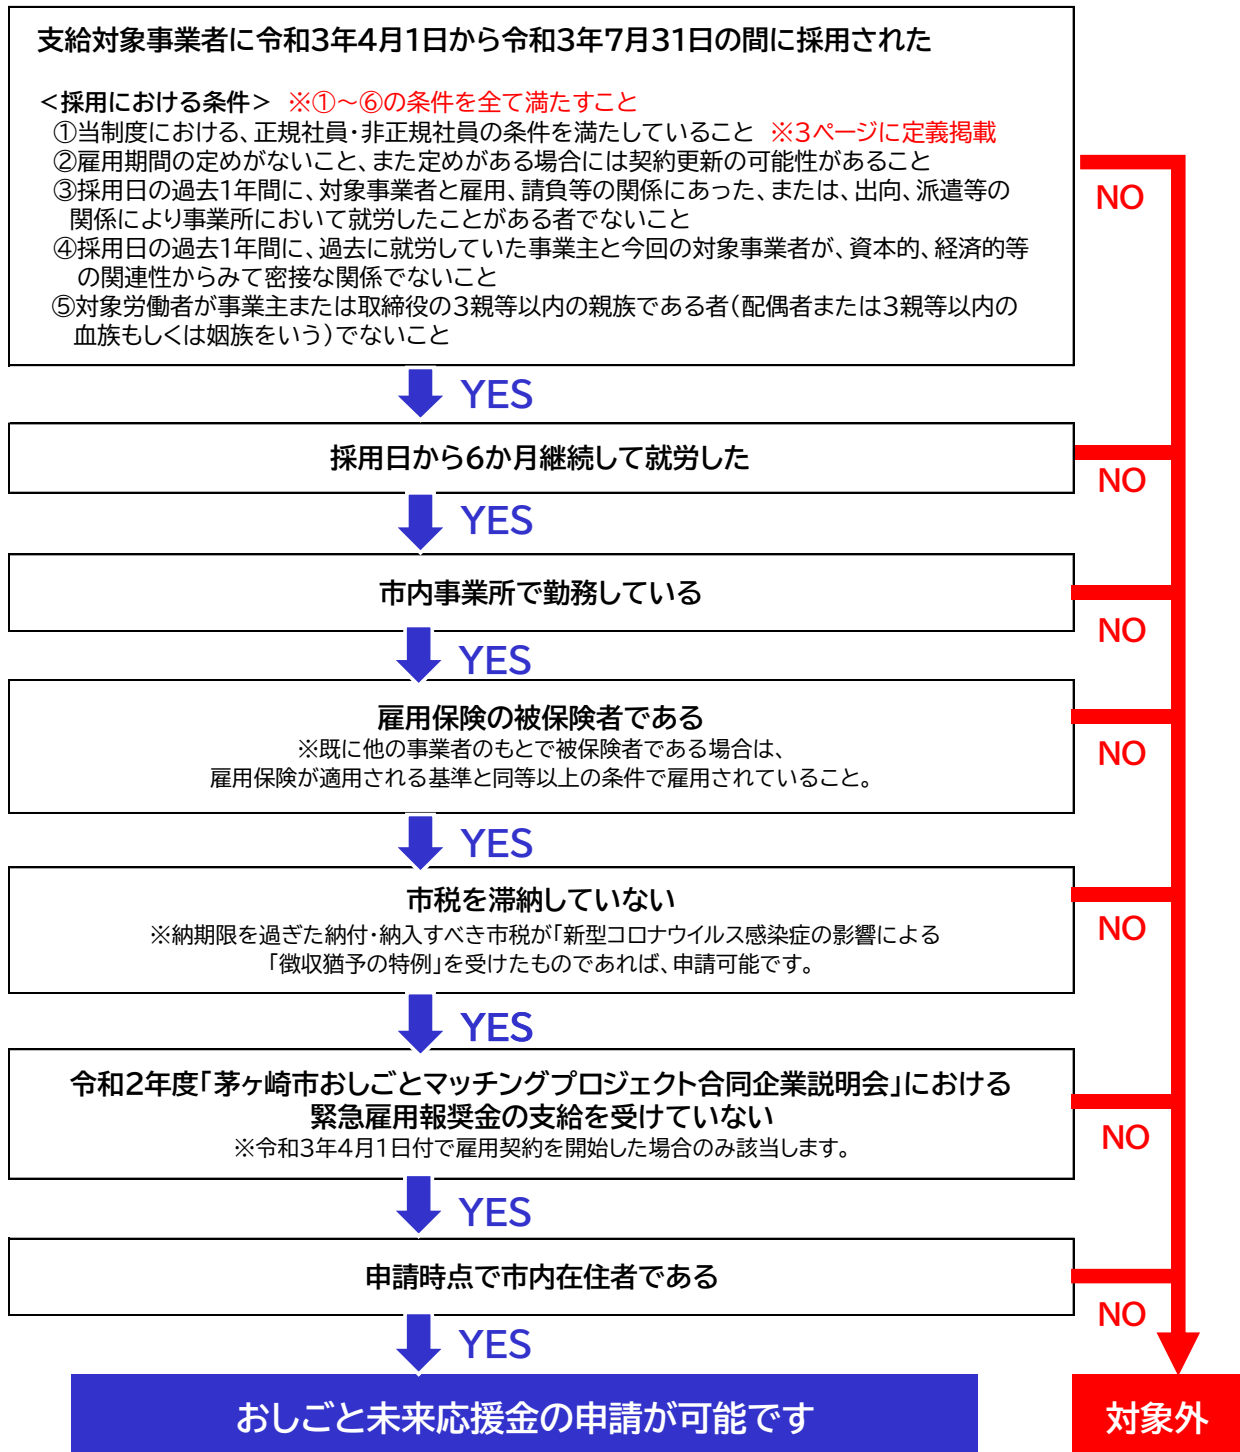 支給対象事業者に令和3年4月1日から令和3年7月31日の間に採用された
<採用における条件> ※①～⑥の条件を全て満たすこと
①当制度における、正規社員・非正規社員の条件を満たしていること ※3ページに定義掲載
②雇用期間の定めがないこと、また定めがある場合には契約更新の可能性があること
③採用日の過去1年間に、対象事業者と雇用、請負等の関係にあった、または、出向、派遣等の
関係により事業所において就労したことがある者でないこと
④採用日の過去1年間に、過去に就労していた事業主と今回の対象事業者が、資本的、経済的等
の関連性からみて密接な関係でないこと
⑤対象労働者が事業主または取締役の3親等以内の親族である者(配偶者または3親等以内の
血族もしくは姻族をいう)でないこと
NO
YES
採用日から6か月継続して就労した
NO
YES
市内事業所で勤務している
NO
YES
雇用保険の被保険者である
※既に他の事業者のもとで被保険者である場合は、
雇用保険が適用される基準と同等以上の条件で雇用されていること。
NO
YES
市税を滞納していない
※納期限を過ぎた納付・納入すべき市税が「新型コロナウイルス感染症の影響による
「徴収猶予の特例」を受けたものであれば、申請可能です。
NO
YES
令和2年度「茅ヶ崎市おしごとマッチングプロジェクト合同企業説明会」における
緊急雇用報奨金の支給を受けていない
※令和3年4月1日付で雇用契約を開始した場合のみ該当します。
NO
YES
申請時点で市内在住者である
NO
YES
おしごと未来応援金の申請が可能です
対象外